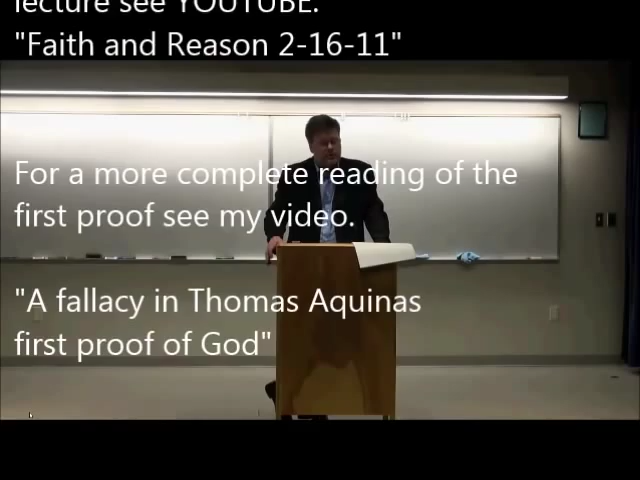 lecture see YOUTUBE.
"Faith and Reason 2-16-11"
For a more complete reading of the
first proof see my video.
"A fallacy in Thomas Aquinas
first proof of God"